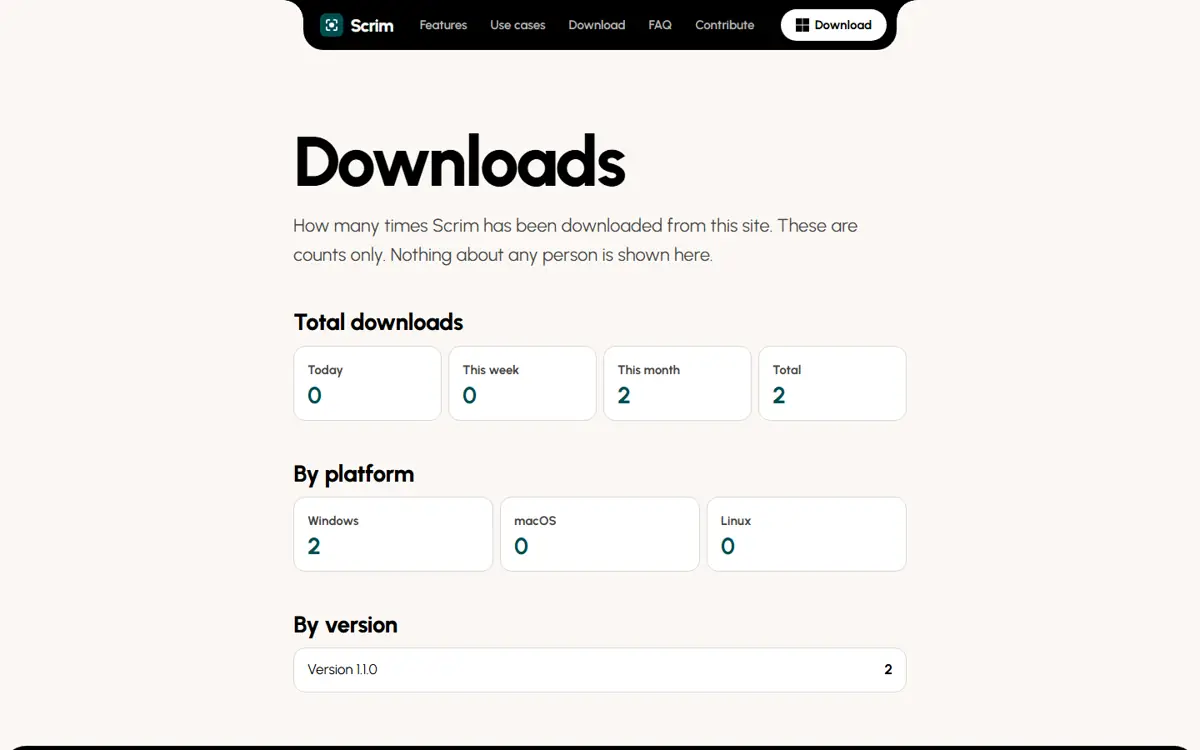 Scrim Features Use cases Download FAQ Contribute Download
Downloads
How many times Scrim has been downloaded from this site. These are
counts only. Nothing about any person is shown here.
Total downloads
Today This week This month Total
0 0 2 2
By platform
Windows macOS Linux
2 0 0
By version
Version 1.1.0 2